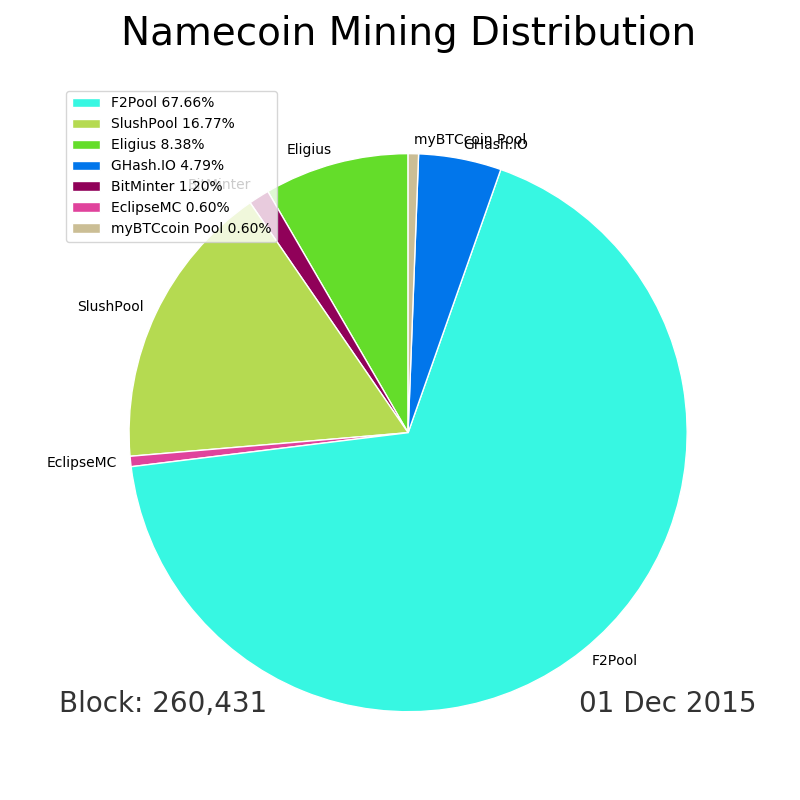 Namecoin Mining Distribution
F2Pool 67.66%
SlushPool 16.77%
Eligius 8.38%
GHash.IO 4.79%
BitMinter 1.20%
EclipseMC 0.60%
myBTCcoin Pool 0.60%
myBTCcoin Pool
GHash.IO
Eligius
BitMinter
SlushPool
EclipseMC
F2Pool
Block: 260,431
01 Dec 2015